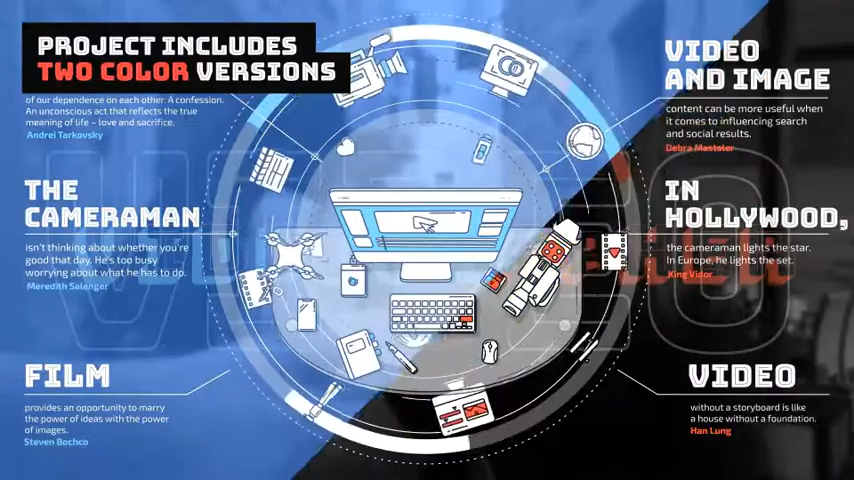 PROJECT INCLUDES
TWO COLOR VERSIONS
of our dependence on each other. A confession.
An unconscious act that reflects the true
meaning of life – love and sacrifice.
Andrei Tarkovsky
THE
CAMERAMAN
isn't thinking about whether you're
good that day. He's too busy
worrying about what he has to do.
Meredith Salenger
FILM
provides an opportunity to marry
the power of ideas with the power
of images.
Steven Bochco
VIDEO
AND IMAGE
content can be more useful when
it comes to influencing search
and social results.
Debra Mastaler
IN
HOLLYWOOD,
the cameraman lights the star.
In Europe, he lights the set.
King Vidor
VIDEO
without a storyboard is like
a house without a foundation.
Han Lung